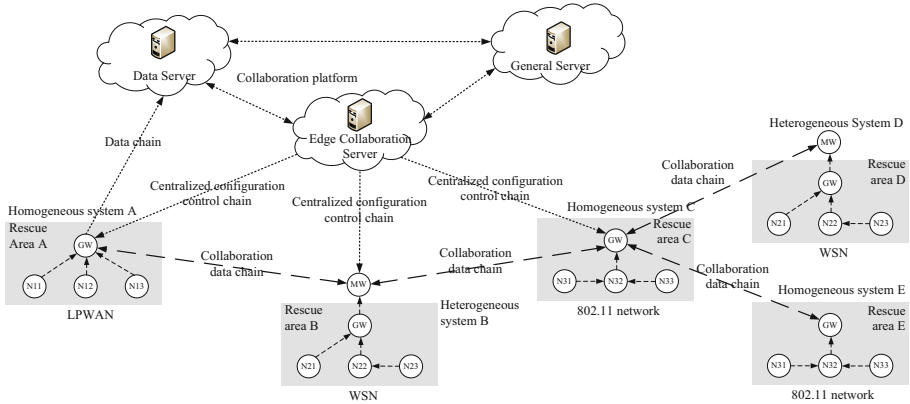 Data Server
General Server
Collaboration platform
Edge Collaboration
Server
Data chain
Heterogeneous System D
MW
Rescue
area D
GW
N21
N22
N23
WSN
Collaboration
data chain
Centralized configuration
control chain
Centralized configuration
control chain
Centralized configuration
control chain
Homogeneous system A
Rescue
Area A
GW
N11
N12
N13
LPWAN
Collaboration
data chain
MW
Heterogeneous
system B
Rescue
area B
GW
N21
N22
N23
WSN
Collaboration
data chain
Homogeneous system C
Rescue
area C
GW
N31
N32
N33
802.11 network
Collaboration
data chain
Homogeneous system E
Rescue
area E
GW
N31
N32
N33
802.11 network